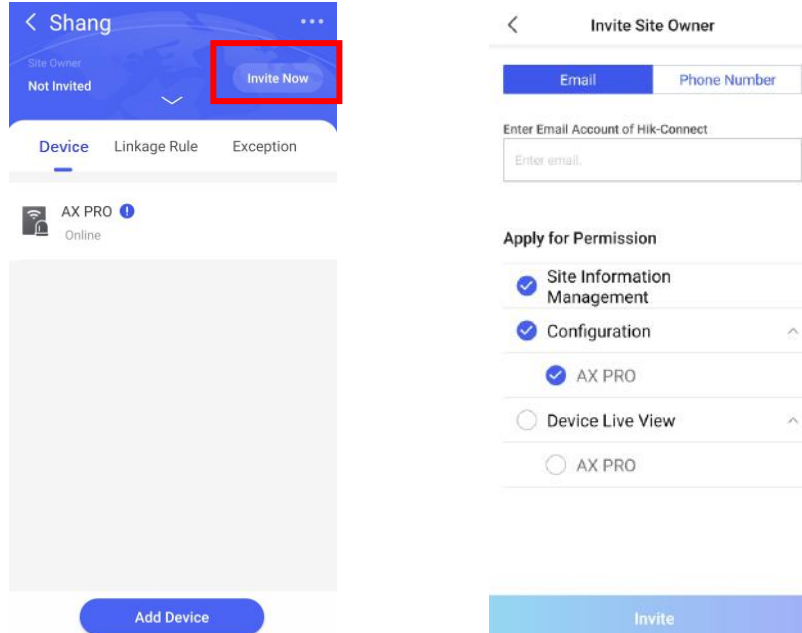 Shang
Site Owner
Not Invited
Invite Now
Device Linkage Rule Exception
AX PRO
Online
Add Device
Invite Site Owner
Email Phone Number
Enter Email Account of Hik-Connect
Enter email.
Apply for Permission
Site Information
Management
Configuration
AX PRO
Device Live View
AX PRO
Invite